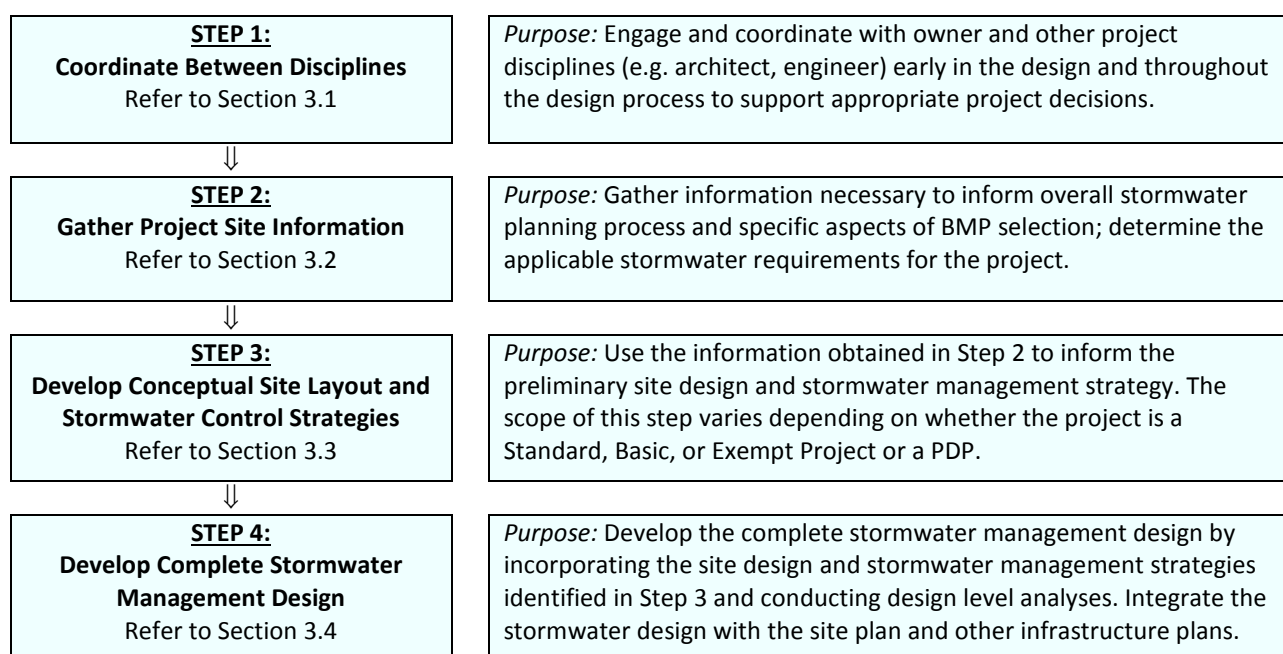 STEP 1:
Coordinate Between Disciplines
Refer to Section 3.1
Purpose: Engage and coordinate with owner and other project
disciplines (e.g. architect, engineer) early in the design and throughout
the design process to support appropriate project decisions.
⇓
STEP 2:
Gather Project Site Information
Refer to Section 3.2
Purpose: Gather information necessary to inform overall stormwater
planning process and specific aspects of BMP selection; determine the
applicable stormwater requirements for the project.
⇓
STEP 3:
Develop Conceptual Site Layout and
Stormwater Control Strategies
Refer to Section 3.3
Purpose: Use the information obtained in Step 2 to inform the
preliminary site design and stormwater management strategy. The
scope of this step varies depending on whether the project is a
Standard, Basic, or Exempt Project or a PDP.
⇓
STEP 4:
Develop Complete Stormwater
Management Design
Refer to Section 3.4
Purpose: Develop the complete stormwater management design by
incorporating the site design and stormwater management strategies
identified in Step 3 and conducting design level analyses. Integrate the
stormwater design with the site plan and other infrastructure plans.